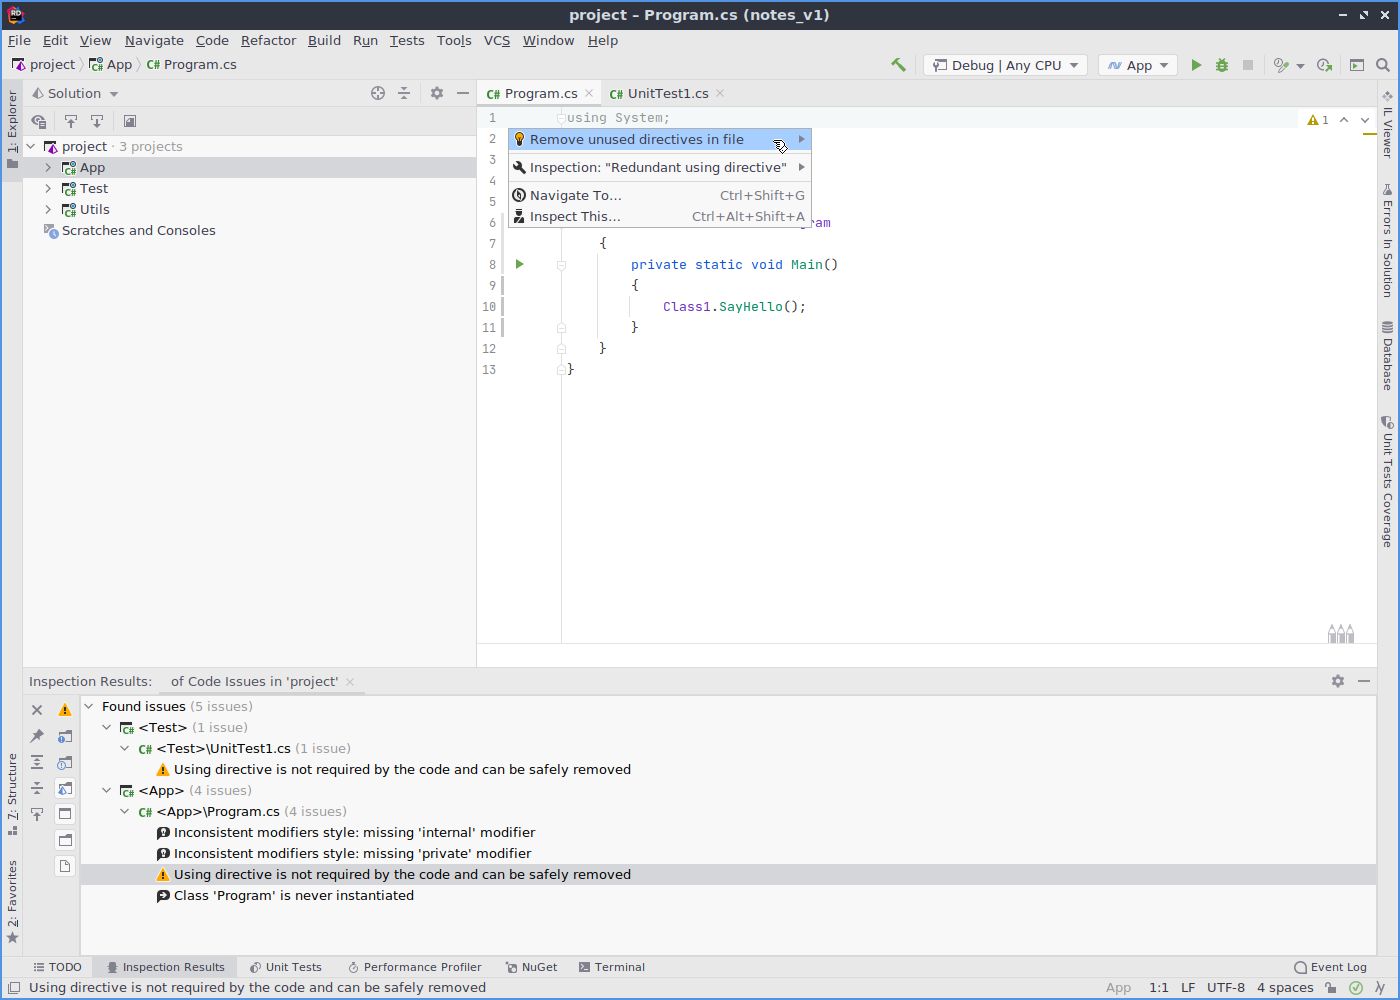 project – Program.cs (notes_v1)
File Edit View Navigate Code Refactor Build Run Tests Tools VCS Window Help
project App C# Program.cs
Debug | Any CPU App
1: Explorer
Solution
project · 3 projects
App
Test
Utils
Scratches and Consoles
C# Program.cs C# UnitTest1.cs
1 using System;
1
2
3
4
5
6 gram
7 {
8 private static void Main()
9 {
10 Class1.SayHello();
11 }
12 }
13 }
Remove unused directives in file
Inspection: "Redundant using directive"
Navigate To... Ctrl+Shift+G
Inspect This... Ctrl+Alt+Shift+A
IL Viewer
Errors In Solution
Database
Unit Tests Coverage
Inspection Results: of Code Issues in 'project'
Found issues (5 issues)
C# <Test> (1 issue)
C# <Test>\UnitTest1.cs (1 issue)
Using directive is not required by the code and can be safely removed
C# <App> (4 issues)
C# <App>\Program.cs (4 issues)
Inconsistent modifiers style: missing 'internal' modifier
Inconsistent modifiers style: missing 'private' modifier
Using directive is not required by the code and can be safely removed
Class 'Program' is never instantiated
7: Structure
2: Favorites
TODO Inspection Results Unit Tests Performance Profiler NuGet Terminal Event Log
Using directive is not required by the code and can be safely removed App 1:1 LF UTF-8 4 spaces